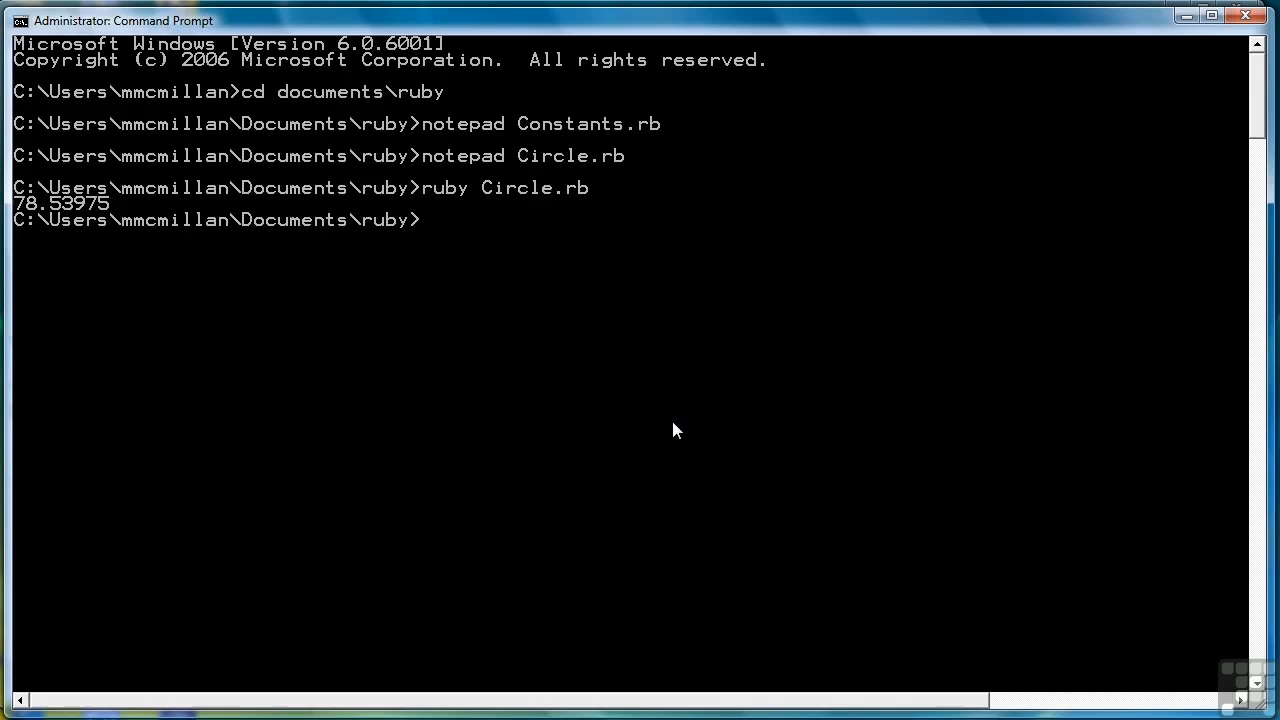 Administrator: Command Prompt
Microsoft Windows [Version 6.0.6001]
Copyright (c) 2006 Microsoft Corporation.  All rights reserved.
C:\Users\mmcmillan>cd documents\ruby
C:\Users\mmcmillan\Documents\ruby>notepad Constants.rb
C:\Users\mmcmillan\Documents\ruby>notepad Circle.rb
C:\Users\mmcmillan\Documents\ruby>ruby Circle.rb
78.53975
C:\Users\mmcmillan\Documents\ruby>